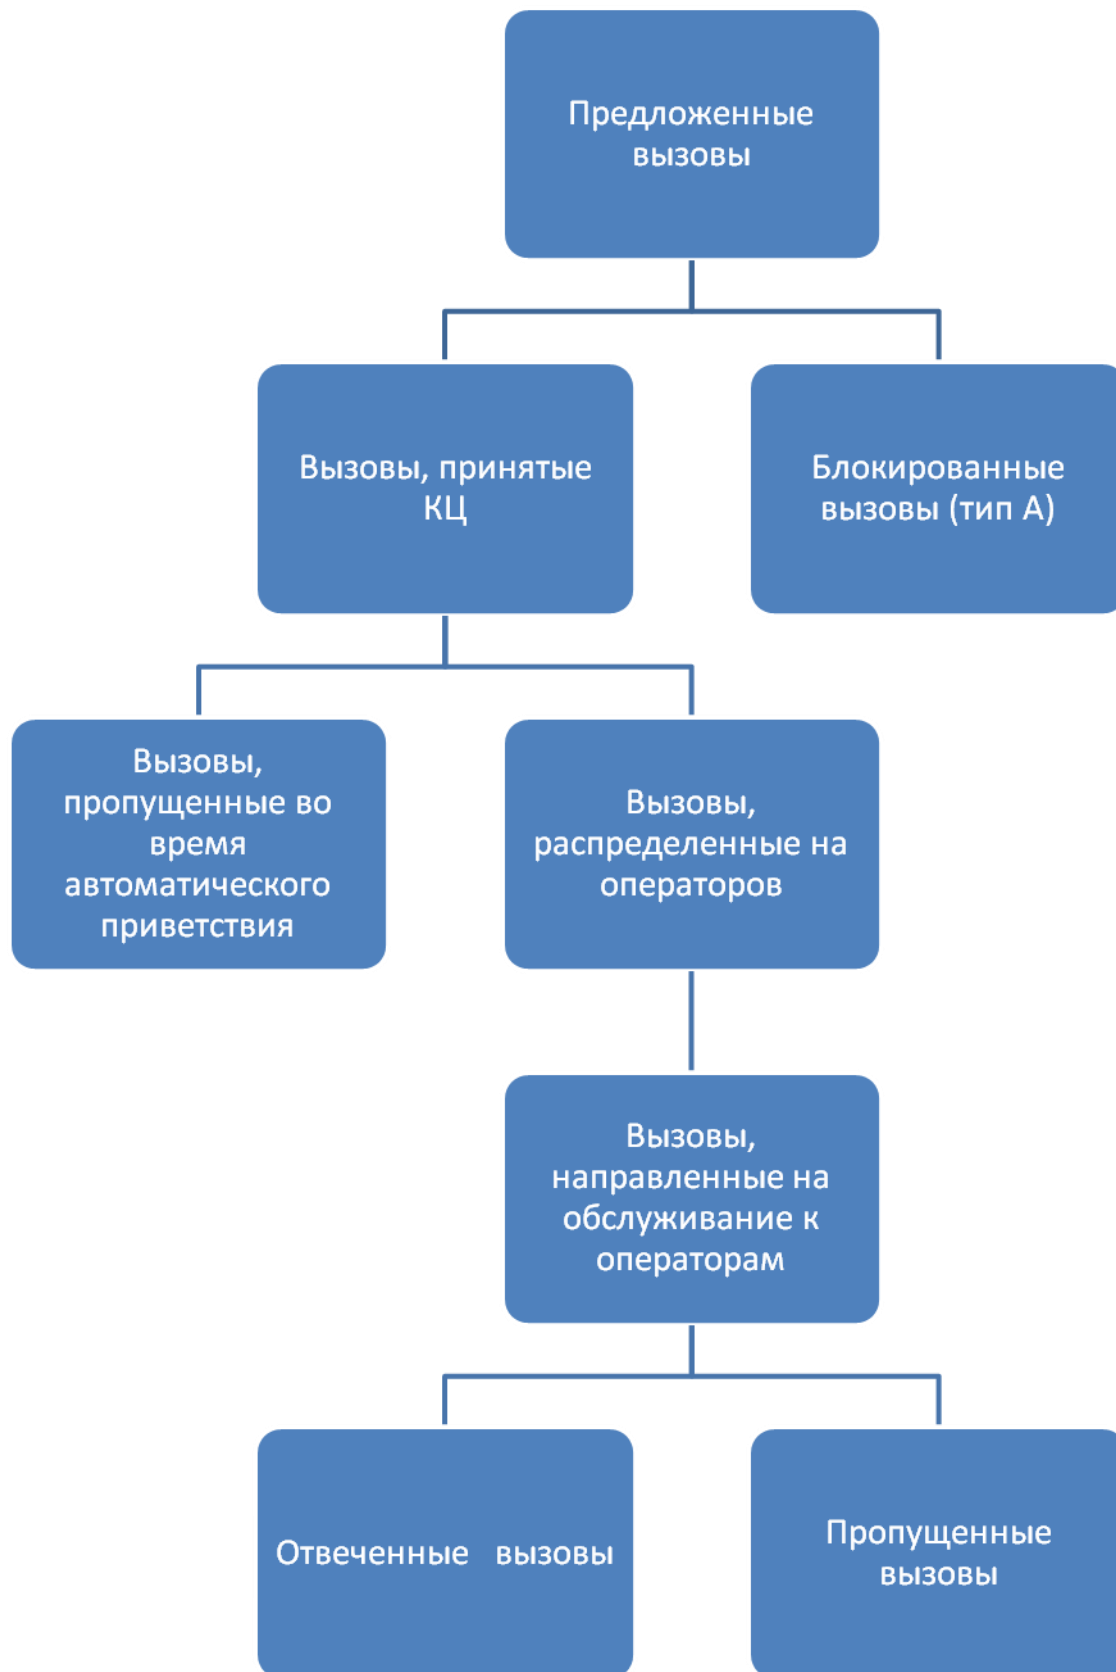 Предложенные
вызовы
Вызовы, принятые
КЦ
Блокированные
вызовы (тип А)
Вызовы,
пропущенные во
время
автоматического
приветствия
Вызовы,
распределенные на
операторов
Вызовы,
направленные на
обслуживание к
операторам
Отвеченные вызовы
Пропущенные
вызовы